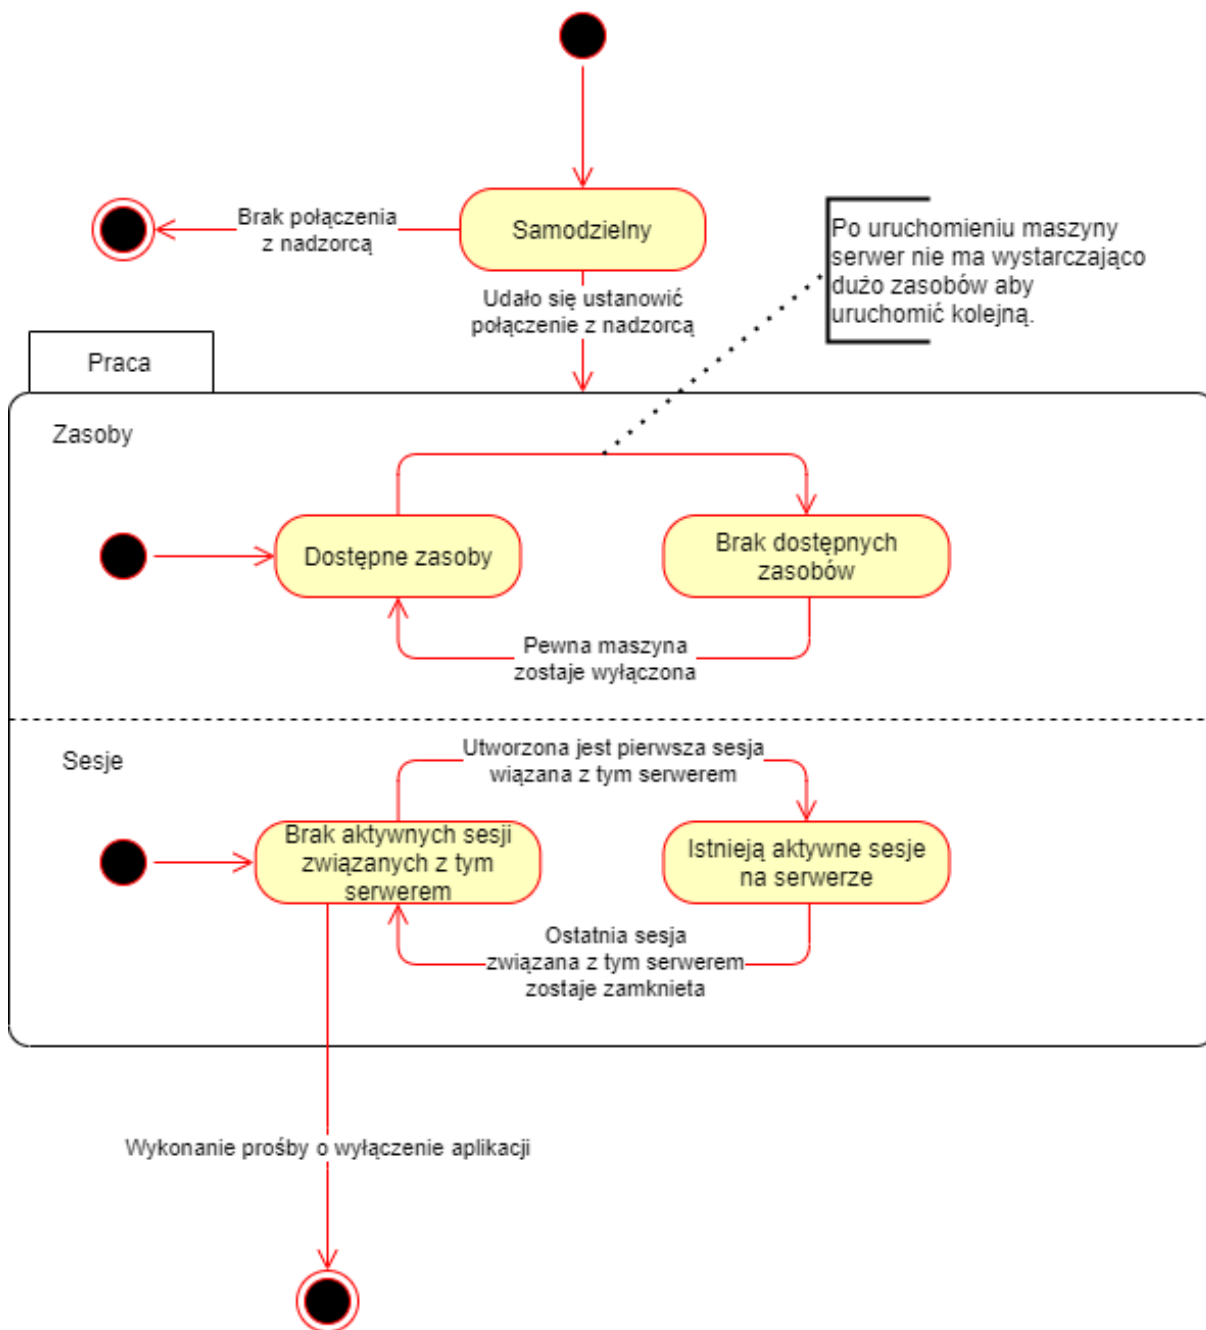 Samodzielny
Brak połączenia
z nadzorcą
Po uruchomieniu maszyny
serwer nie ma wystarczająco
dużo zasobów aby
uruchomić kolejną.
Udało się ustanowić
połączenie z nadzorcą
Praca
Zasoby
Dostępne zasoby
Brak dostępnych
zasobów
Pewna maszyna
zostaje wyłączona
Sesje
Utworzona jest pierwsza sesja
wiązana z tym serwerem
Brak aktywnych sesji
związanych z tym
serwerem
Istnieją aktywne sesje
na serwerze
Ostatnia sesja
związana z tym serwerem
zostaje zamknieta
Wykonanie prośby o wyłączenie aplikacji